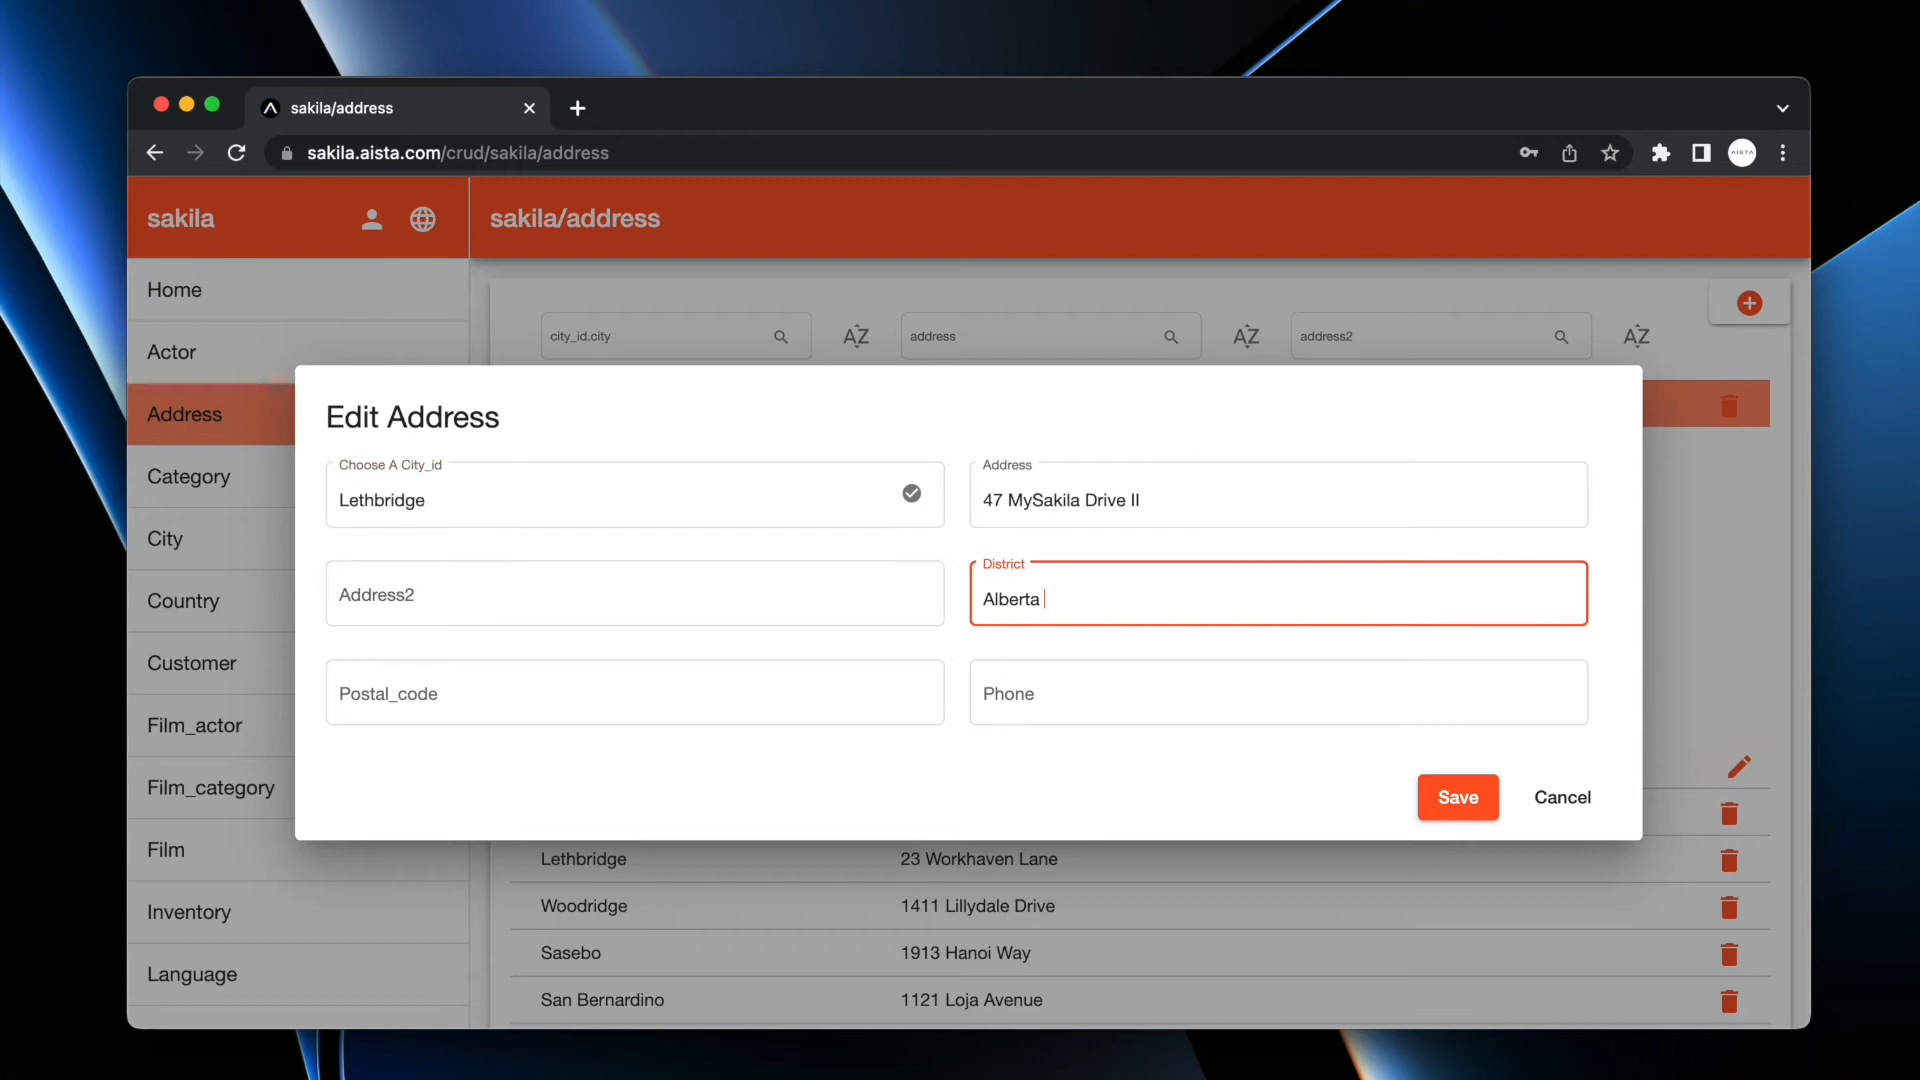 sakila/address
sakila.aista.com/crud/sakila/address
AISTA
sakila
sakila/address
Home
Actor
Address
Category
City
Country
Customer
Film_actor
Film_category
Film
Inventory
Language
city_id.city
AZ
address
AZ
address2
AZ
Edit Address
Choose A City_id
Lethbridge
Address
47 MySakila Drive II
Address2
District
Alberta
Postal_code
Phone
Save
Cancel
Lethbridge 23 Workhaven Lane
Woodridge 1411 Lillydale Drive
Sasebo 1913 Hanoi Way
San Bernardino 1121 Loja Avenue